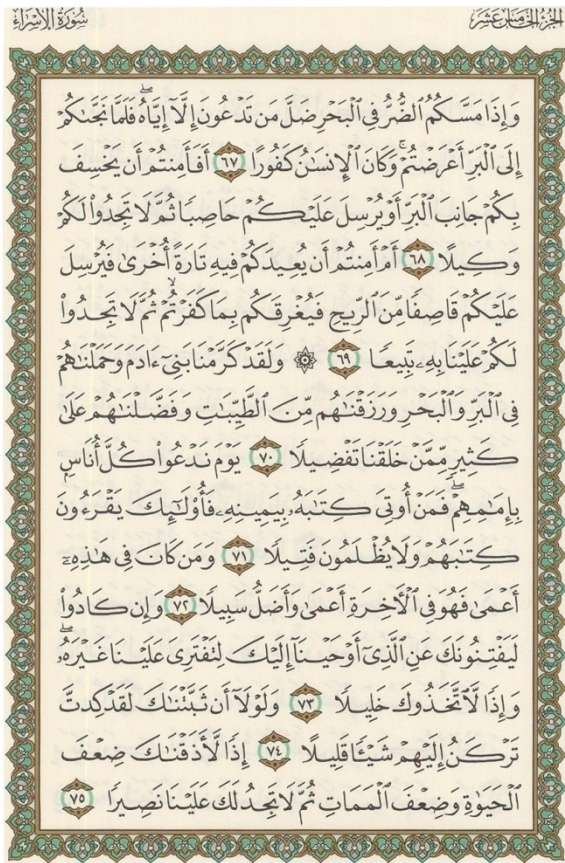 الجزء الخامس عشر
سورة الإسراء
وَإِذَا مَسَّكُمُ ٱلضُّرُّ فِى ٱلْبَحْرِ ضَلَّ مَن تَدْعُونَ إِلَّآ إِيَّاهُ ۖ فَلَمَّا نَجَّىٰكُمْ
إِلَى ٱلْبَرِّ أَعْرَضْتُمْ ۚ وَكَانَ ٱلْإِنسَـٰنُ كَفُورًا ٦٧ أَفَأَمِنتُمْ أَن يَخْسِفَ
بِكُمْ جَانِبَ ٱلْبَرِّ أَوْ يُرْسِلَ عَلَيْكُمْ حَاصِبًا ثُمَّ لَا تَجِدُوا۟ لَكُمْ
وَكِيلًا ٦٨ أَمْ أَمِنتُمْ أَن يُعِيدَكُمْ فِيهِ تَارَةً أُخْرَىٰ فَيُرْسِلَ
عَلَيْكُمْ قَاصِفًا مِّنَ ٱلرِّيحِ فَيُغْرِقَكُم بِمَا كَفَرْتُمْ ۙ ثُمَّ لَا تَجِدُوا۟
لَكُمْ عَلَيْنَا بِهِۦ تَبِيعًا ٦٩ ۞ وَلَقَدْ كَرَّمْنَا بَنِىٓ ءَادَمَ وَحَمَلْنَـٰهُمْ
فِى ٱلْبَرِّ وَٱلْبَحْرِ وَرَزَقْنَـٰهُم مِّنَ ٱلطَّيِّبَـٰتِ وَفَضَّلْنَـٰهُمْ عَلَىٰ
كَثِيرٍ مِّمَّنْ خَلَقْنَا تَفْضِيلًا ٧٠ يَوْمَ نَدْعُوا۟ كُلَّ أُنَاسٍۭ
بِإِمَـٰمِهِمْ ۖ فَمَنْ أُوتِىَ كِتَـٰبَهُۥ بِيَمِينِهِۦ فَأُو۟لَـٰٓئِكَ يَقْرَءُونَ
كِتَـٰبَهُمْ وَلَا يُظْلَمُونَ فَتِيلًا ٧١ وَمَن كَانَ فِى هَـٰذِهِۦٓ
أَعْمَىٰ فَهُوَ فِى ٱلْـَٔاخِرَةِ أَعْمَىٰ وَأَضَلُّ سَبِيلًا ٧٢ وَإِن كَادُوا۟
لَيَفْتِنُونَكَ عَنِ ٱلَّذِىٓ أَوْحَيْنَآ إِلَيْكَ لِتَفْتَرِىَ عَلَيْنَا غَيْرَهُۥ ۖ
وَإِذًا لَّٱتَّخَذُوكَ خَلِيلًا ٧٣ وَلَوْلَآ أَن ثَبَّتْنَـٰكَ لَقَدْ كِدتَّ
تَرْكَنُ إِلَيْهِمْ شَيْـًٔا قَلِيلًا ٧٤ إِذًا لَّأَذَقْنَـٰكَ ضِعْفَ
ٱلْحَيَوٰةِ وَضِعْفَ ٱلْمَمَاتِ ثُمَّ لَا تَجِدُ لَكَ عَلَيْنَا نَصِيرًا ٧٥